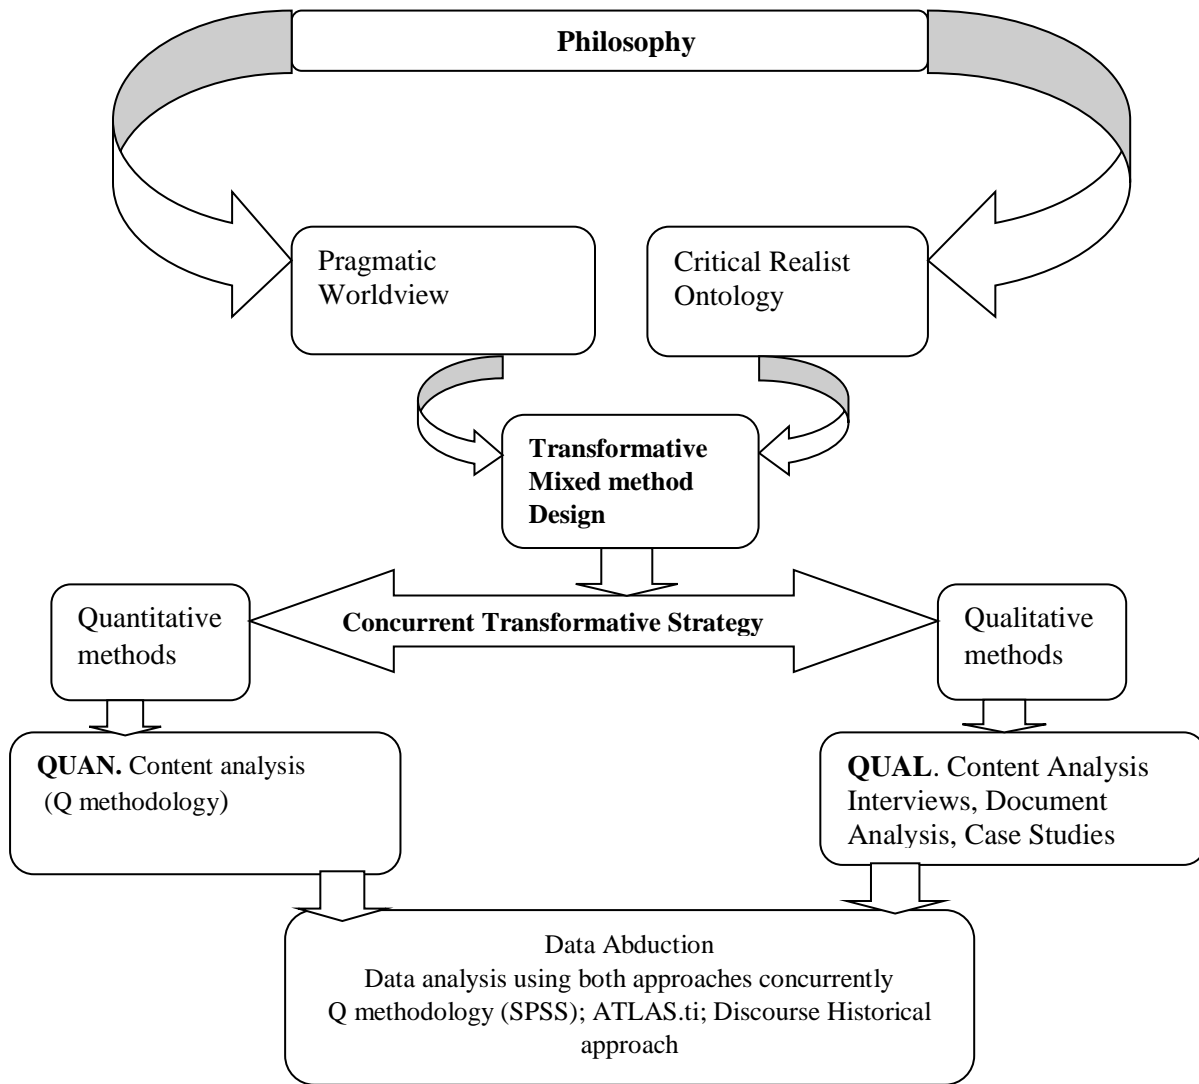 Philosophy
Pragmatic
Worldview
Critical Realist
Ontology
Transformative
Mixed method
Design
Concurrent Transformative Strategy
Quantitative
methods
Qualitative
methods
QUAN. Content analysis
(Q methodology)
QUAL. Content Analysis
Interviews, Document
Analysis, Case Studies
Data Abduction
Data analysis using both approaches concurrently
Q methodology (SPSS); ATLAS.ti; Discourse Historical
approach